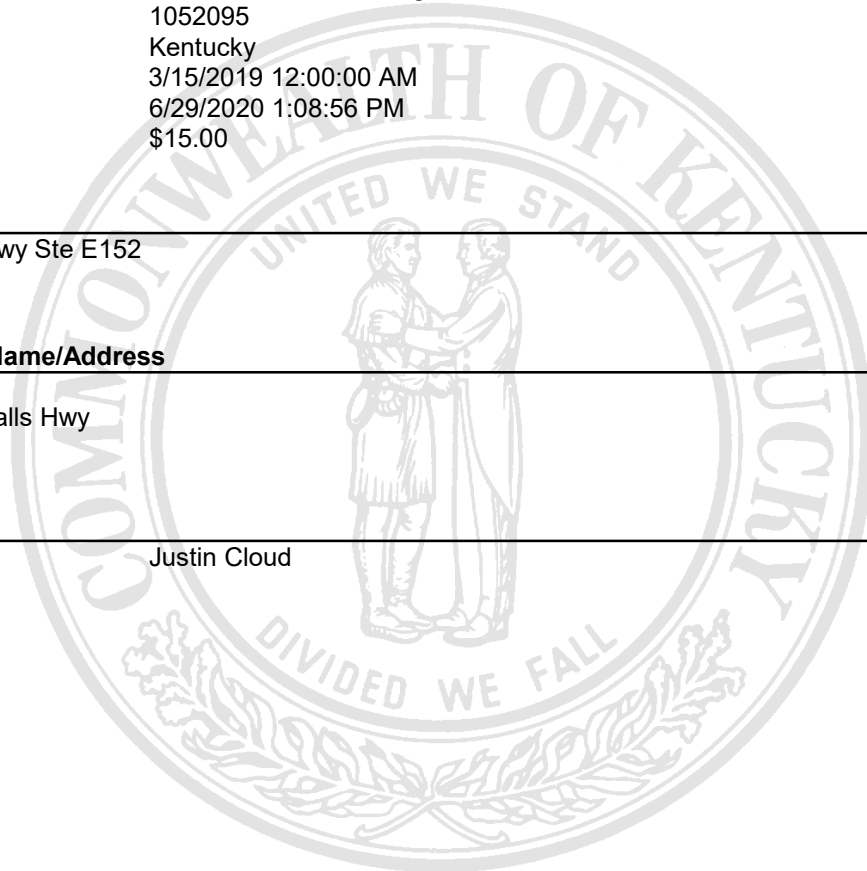 1052095
Kentucky
3/15/2019 12:00:00 AM
6/29/2020 1:08:56 PM
$15.00
COMMONWEALTH OF KENTUCKY
UNITED WE STAND
wy Ste E152
lame/Address
alls Hwy
Justin Cloud
DIVIDED WE FALL